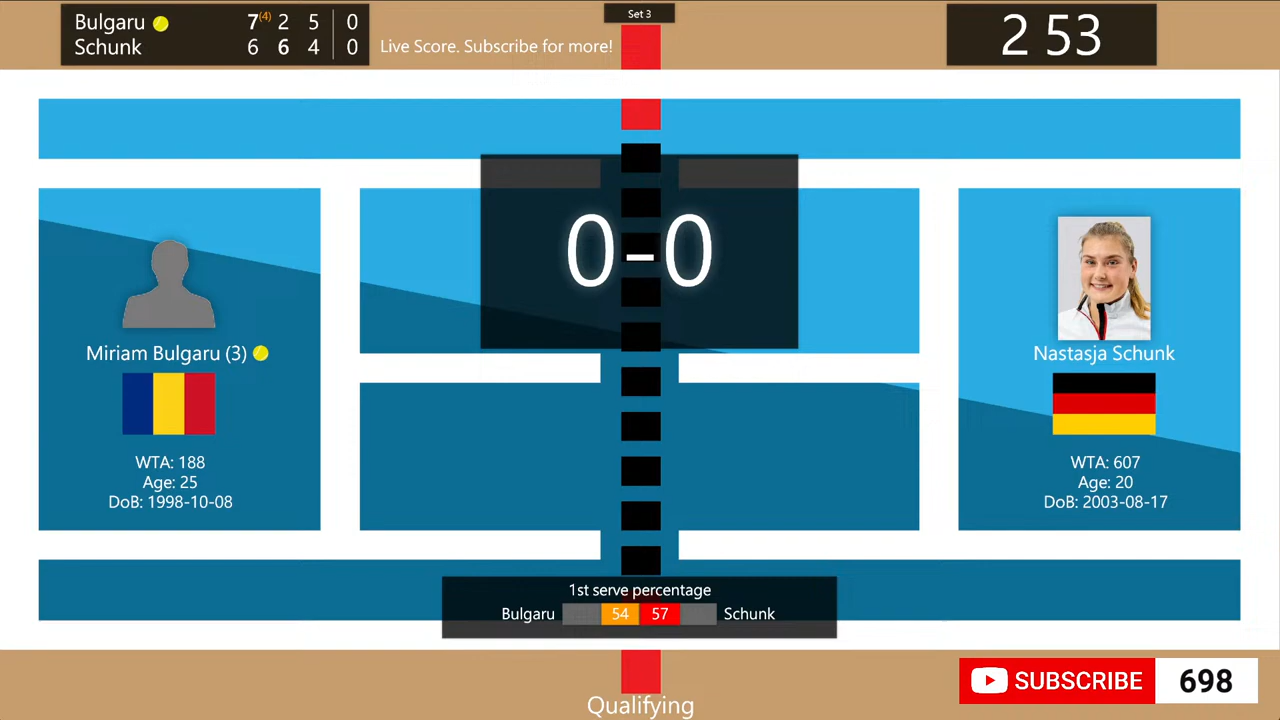 Bulgaru 7(4) 2 5 0
Schunk 6 6 4 0
Live Score. Subscribe for more!
Set 3
2 53
0-0
Miriam Bulgaru (3)
WTA: 188
Age: 25
DoB: 1998-10-08
Nastasja Schunk
WTA: 607
Age: 20
DoB: 2003-08-17
1st serve percentage
Bulgaru 54 57 Schunk
SUBSCRIBE 698
Qualifying